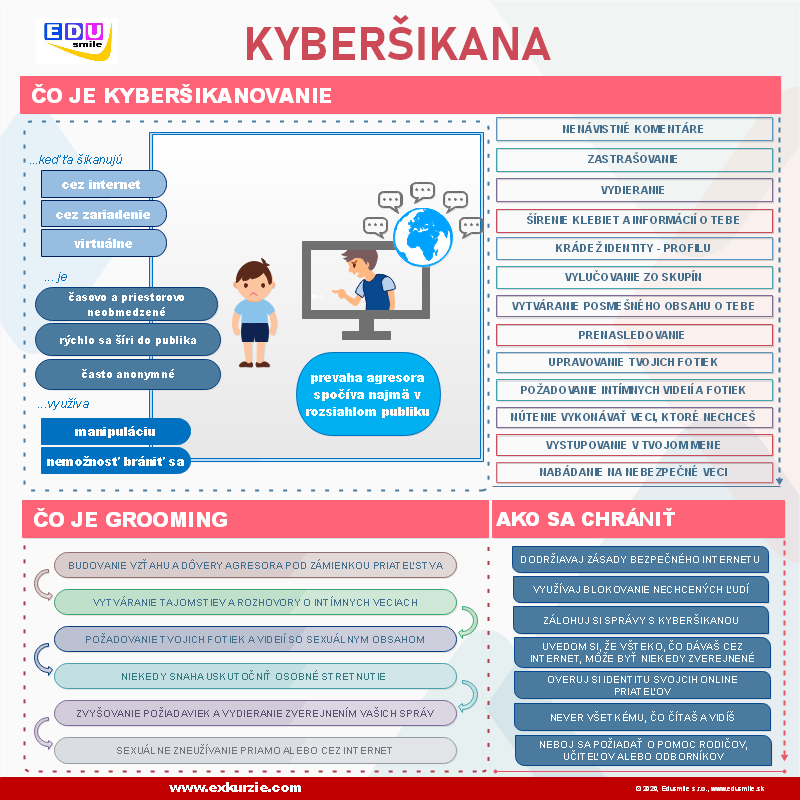 EDU
smile
KYBERŠIKANA
ČO JE KYBERŠIKANOVANIE
...keď ťa šikanujú
cez internet
cez zariadenie
virtuálne
... je
časovo a priestorovo
neobmedzené
rýchlo sa šíri do publika
často anonymné
...využíva
manipuláciu
nemožnosť brániť sa
prevaha agresora
spočíva najmä v
rozsiahlom publiku
NENÁVISTNÉ KOMENTÁRE
ZASTRAŠOVANIE
VYDIERANIE
ŠÍRENIE KLEBIET A INFORMÁCIÍ O TEBE
KRÁDEŽ IDENTITY - PROFILU
VYLUČOVANIE ZO SKUPÍN
VYTVÁRANIE POSMEŠNÉHO OBSAHU O TEBE
PRENASLEDOVANIE
UPRAVOVANIE TVOJICH FOTIEK
POŽADOVANIE INTÍMNYCH VIDEIÍ A FOTIEK
NÚTENIE VYKONÁVAŤ VECI, KTORÉ NECHCEŠ
VYSTUPOVANIE V TVOJOM MENE
NABÁDANIE NA NEBEZPEČNÉ VECI
ČO JE GROOMING
BUDOVANIE VZŤAHU A DÔVERY AGRESORA POD ZÁMIENKOU PRIATEĽSTVA
VYTVÁRANIE TAJOMSTIEV A ROZHOVORY O INTÍMNYCH VECIACH
POŽADOVANIE TVOJICH FOTIEK A VIDEIÍ SO SEXUÁLNYM OBSAHOM
NIEKEDY SNAHA USKUTOČNIŤ OSOBNÉ STRETNUTIE
ZVYŠOVANIE POŽIADAVIEK A VYDIERANIE ZVEREJNENÍM VAŠICH SPRÁV
SEXUÁLNE ZNEUŽÍVANIE PRIAMO ALEBO CEZ INTERNET
AKO SA CHRÁNIŤ
DODRŽIAVAJ ZÁSADY BEZPEČNÉHO INTERNETU
VYUŽÍVAJ BLOKOVANIE NECHCENÝCH ĽUDÍ
ZÁLOHUJ SI SPRÁVY S KYBERŠIKANOU
UVEDOM SI, ŽE VŠTEKO, ČO DÁVAŠ CEZ
INTERNET, MÔŽE BYŤ NIEKEDY ZVEREJNENÉ
OVERUJ SI IDENTITU SVOJCIH ONLINE
PRIATEĽOV
NEVER VŠETKÉMU, ČO ČÍTAŠ A VIDÍŠ
NEBOJ SA POŽIADAŤ O POMOC RODIČOV,
UČITEĽOV ALEBO ODBORNÍKOV
www.exkurzie.com
© 2020, Edusmile s.r.o., www.edusmile.sk